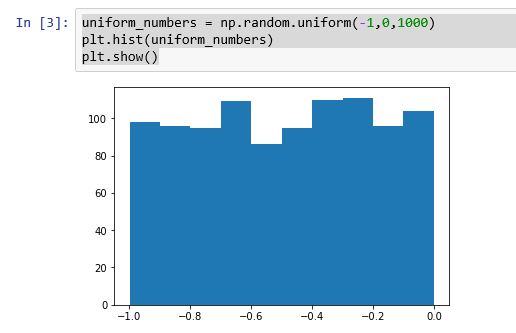 In [3]: uniform_numbers = np.random.uniform(-1,0,1000)
plt.hist(uniform_numbers)
plt.show()
100
80
60
40
20
0
−1.0 −0.8 −0.6 −0.4 −0.2 0.0